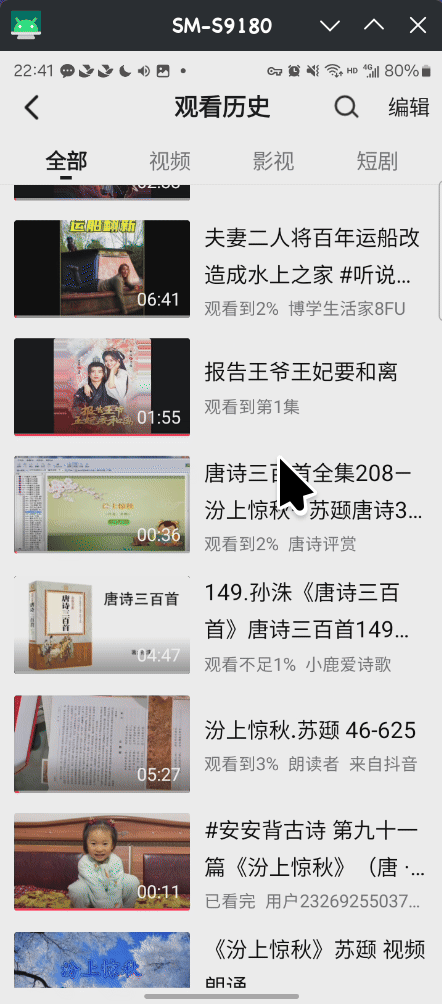 SM-S9180
22:41
HD
4G
80%
观看历史
编辑
全部
视频
影视
短剧
02:33
夫妻二人将百年运船改
造成水上之家 #听说...
06:41
观看到2% 博学生活家8FU
报告王爷王妃要和离
报告王爷
王妃要和离
01:55
观看到第1集
唐诗三百首全集208一
汾上惊秋 苏颋唐诗3...
00:36
观看到2% 唐诗评赏
149.孙洙《唐诗三百
首》唐诗三百首149...
唐诗三百首
唐诗三百首
04:47
观看不足1% 小鹿爱诗歌
汾上惊秋.苏颋 46-625
05:27
观看到3% 朗读者 来自抖音
#安安背古诗 第九十一
篇《汾上惊秋》（唐 ·...
00:11
已看完 用户23269255037...
《汾上惊秋》苏颋 视频
朗诵
汾上惊秋